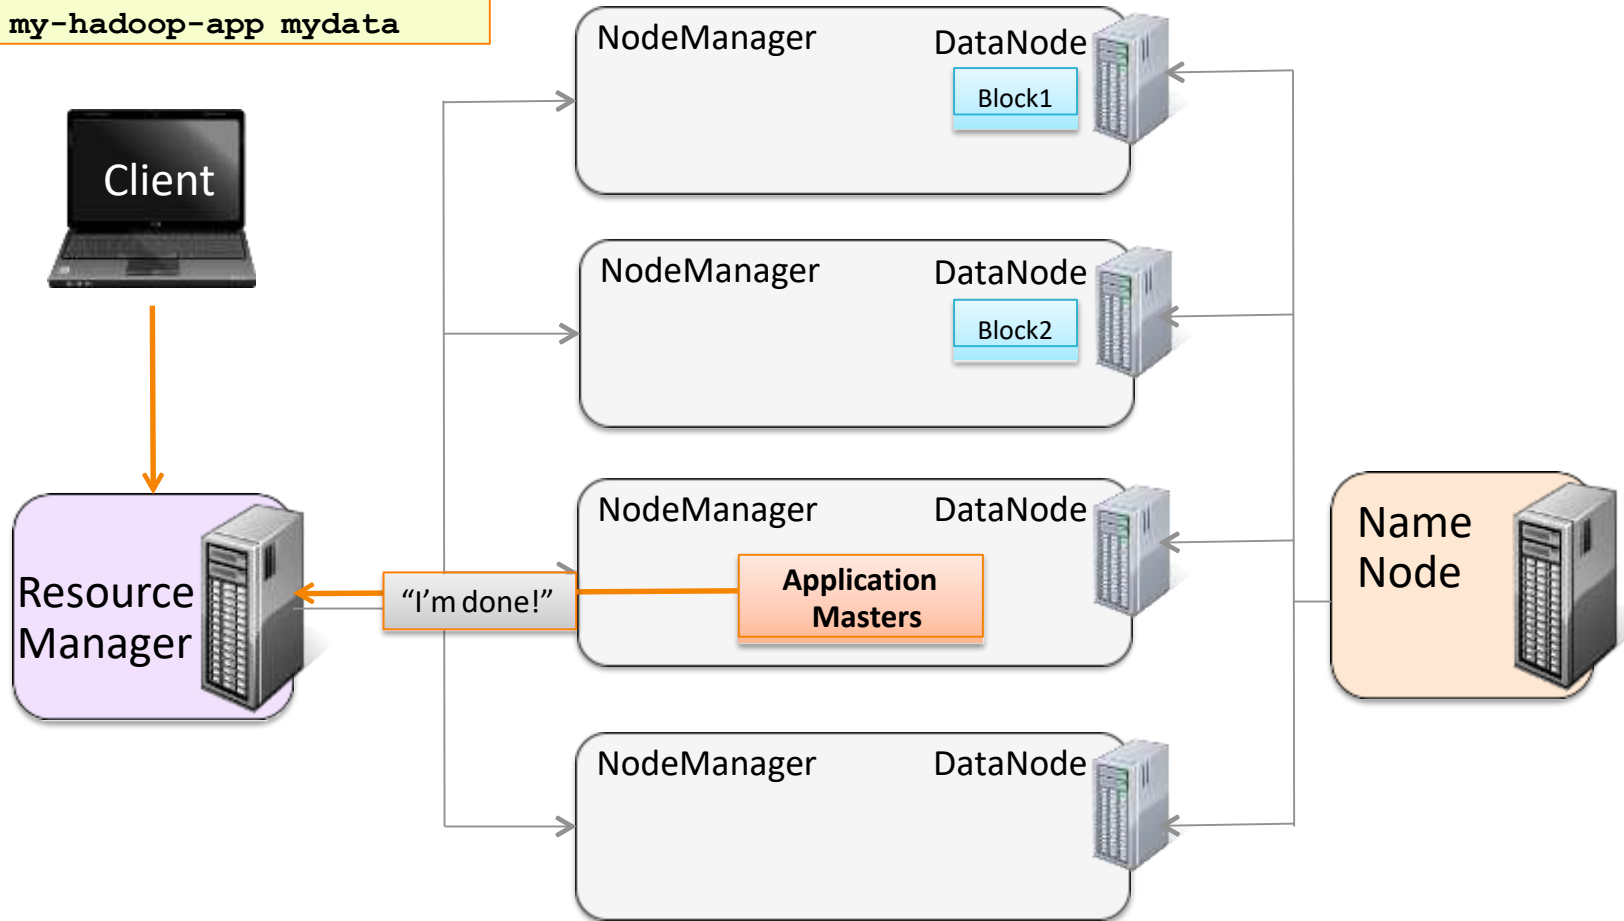 my-hadoop-app mydata
Client
NodeManager
DataNode
Block1
NodeManager
DataNode
Block2
Resource
Manager
“I’m done!”
NodeManager
DataNode
Application
Masters
NodeManager
DataNode
Name
Node